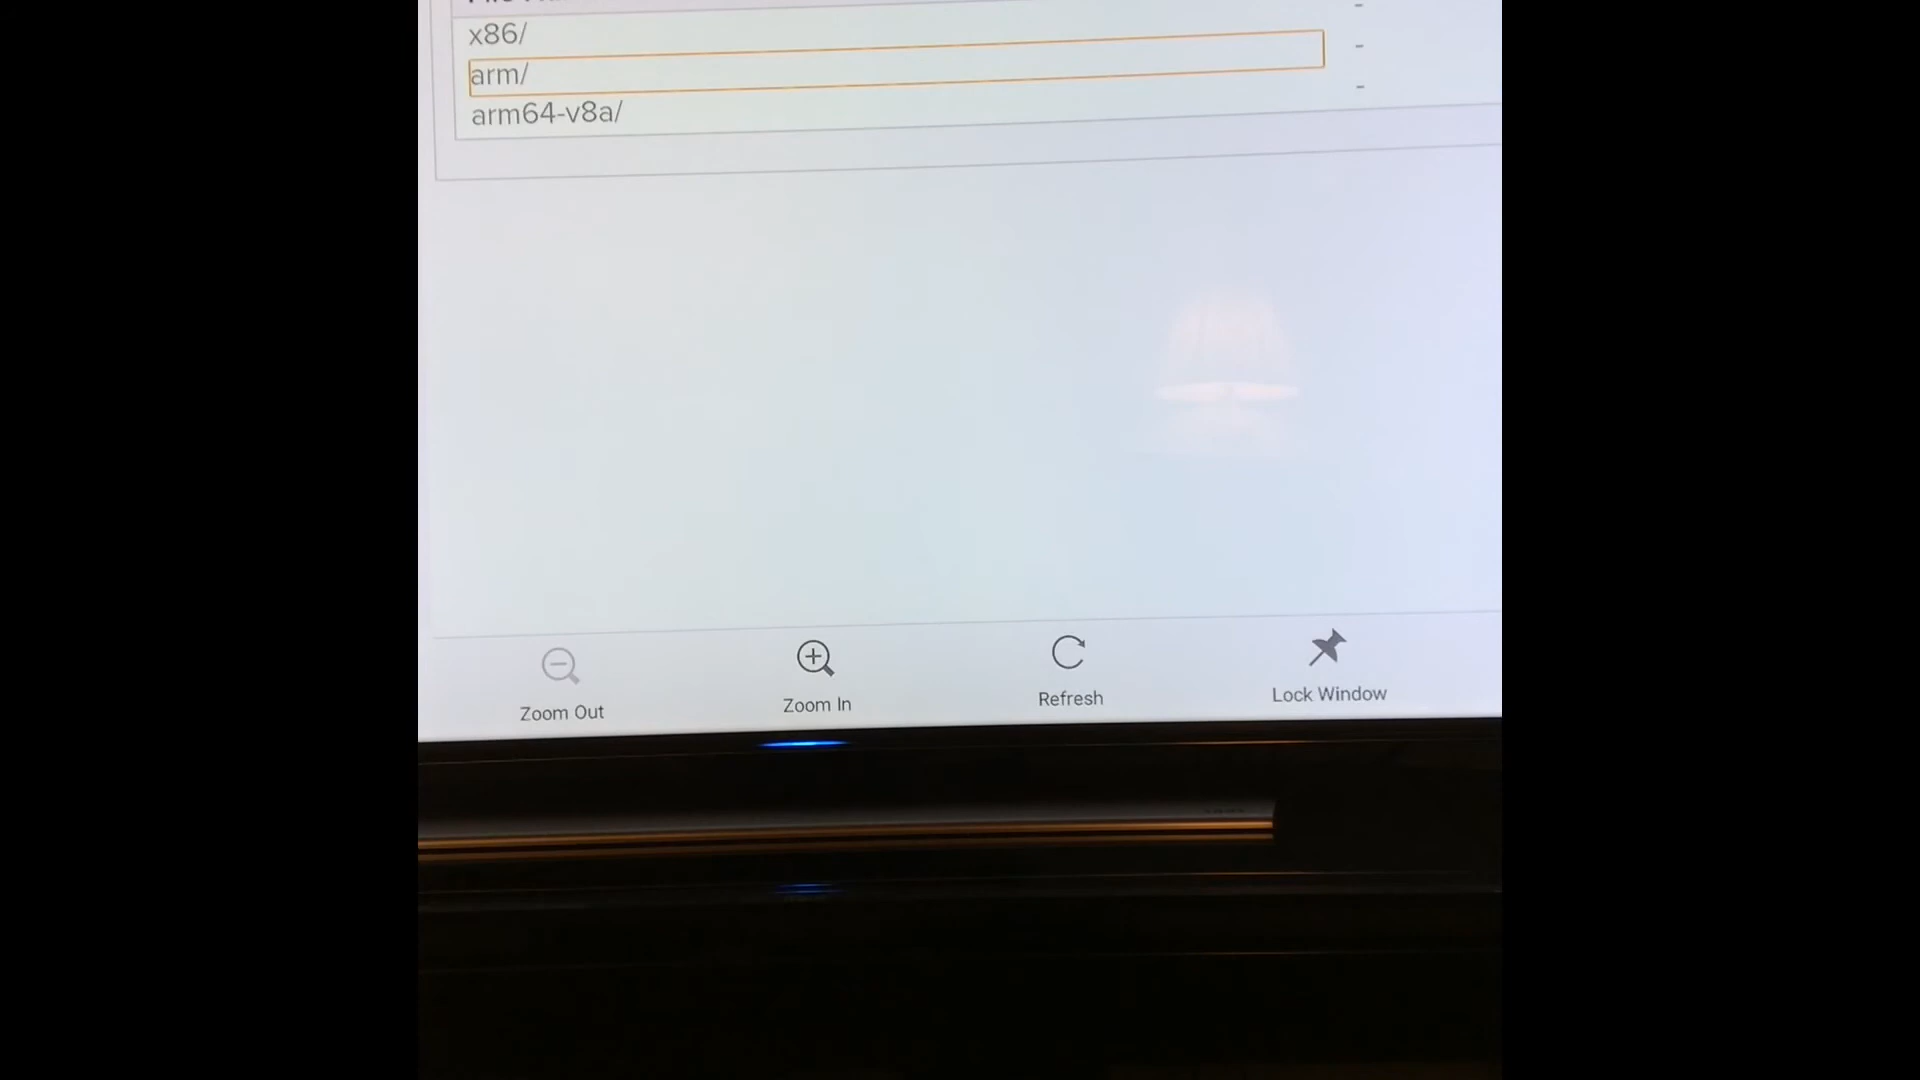 x86/
arm/
arm64-v8a/
Zoom Out
Zoom In
Refresh
Lock Window